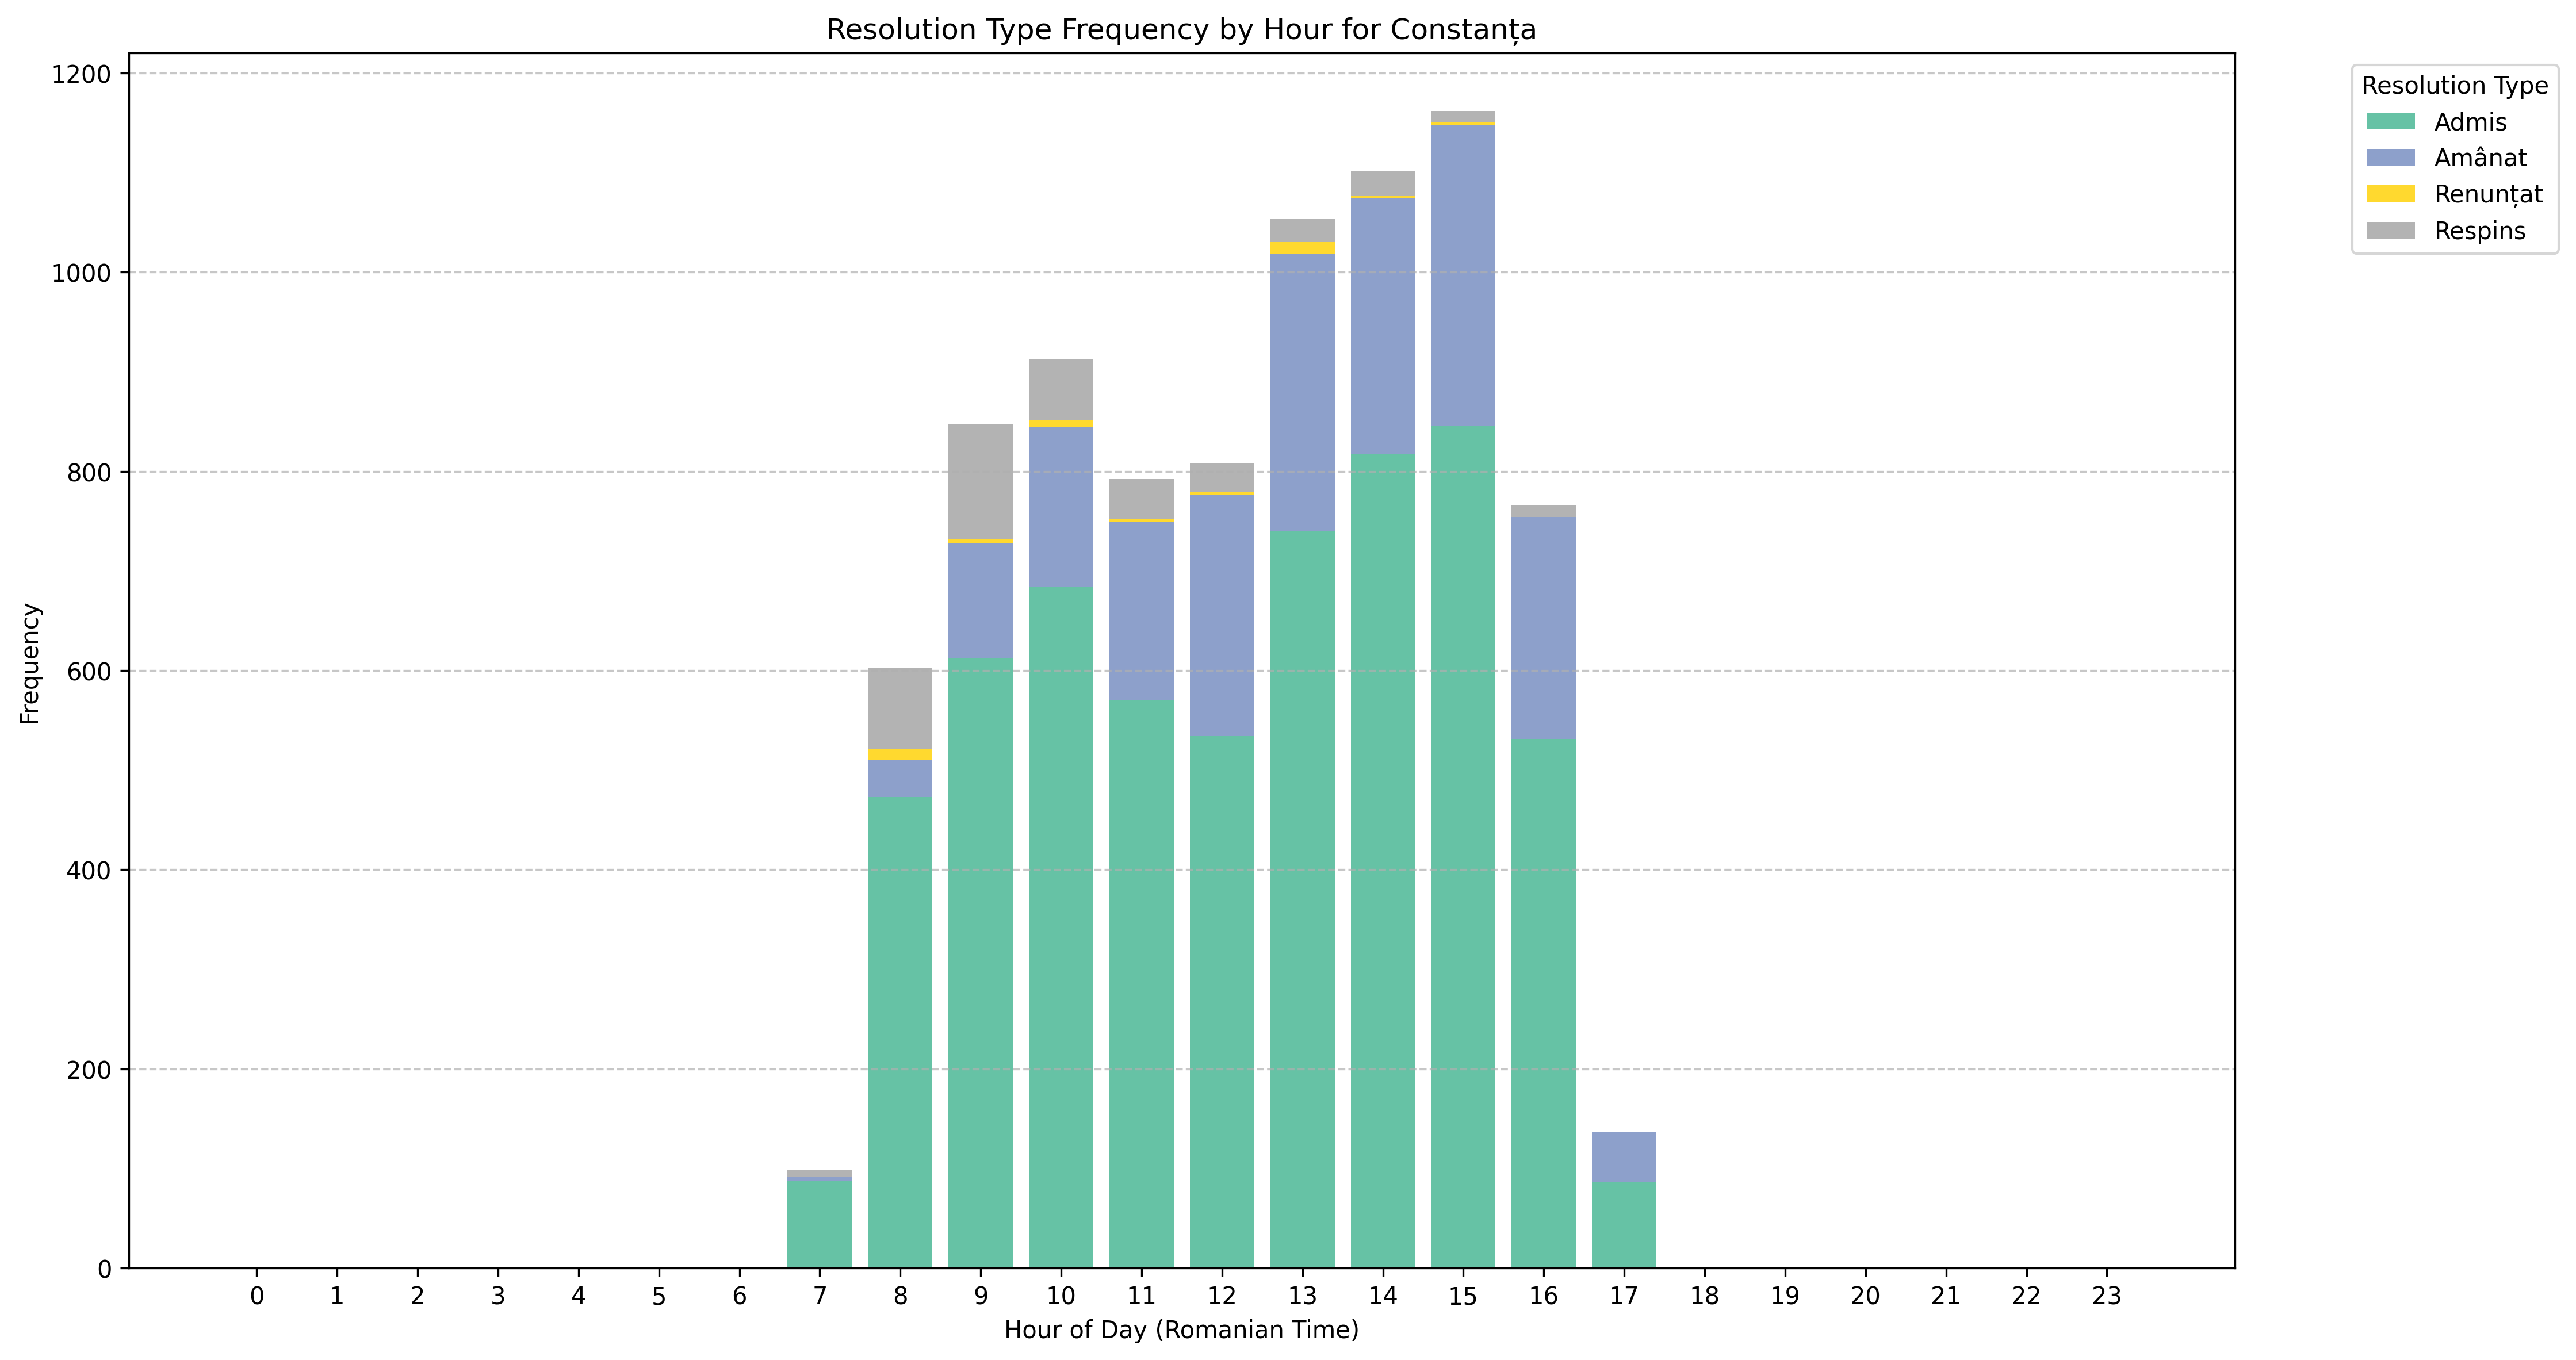 Resolution Type Frequency by Hour for Constanța
Resolution Type
Admis
Amânat
Renunțat
Respins
Frequency
1200
1000
800
600
400
200
0
0 1 2 3 4 5 6 7 8 9 10 11 12 13 14 15 16 17 18 19 20 21 22 23
Hour of Day (Romanian Time)